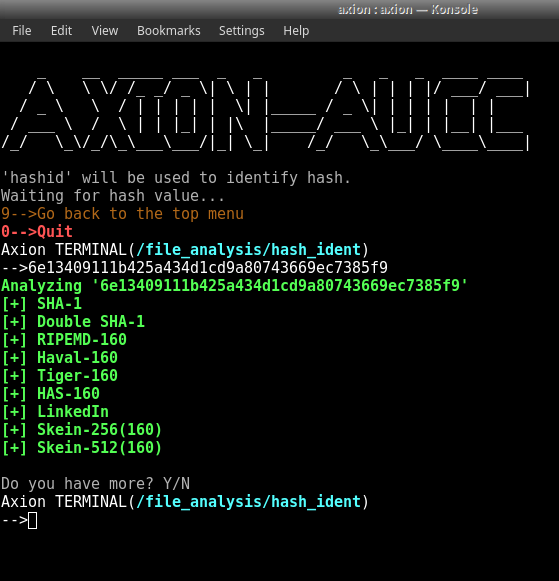 axion : axion — Konsole
File Edit View Bookmarks Settings Help
AXION-AUCC
'hashid' will be used to identify hash.
Waiting for hash value...
9-->Go back to the top menu
0-->Quit
Axion TERMINAL(/file_analysis/hash_ident)
-->6e13409111b425a434d1cd9a80743669ec7385f9
Analyzing '6e13409111b425a434d1cd9a80743669ec7385f9'
[+] SHA-1
[+] Double SHA-1
[+] RIPEMD-160
[+] Haval-160
[+] Tiger-160
[+] HAS-160
[+] LinkedIn
[+] Skein-256(160)
[+] Skein-512(160)
Do you have more? Y/N
Axion TERMINAL(/file_analysis/hash_ident)
-->